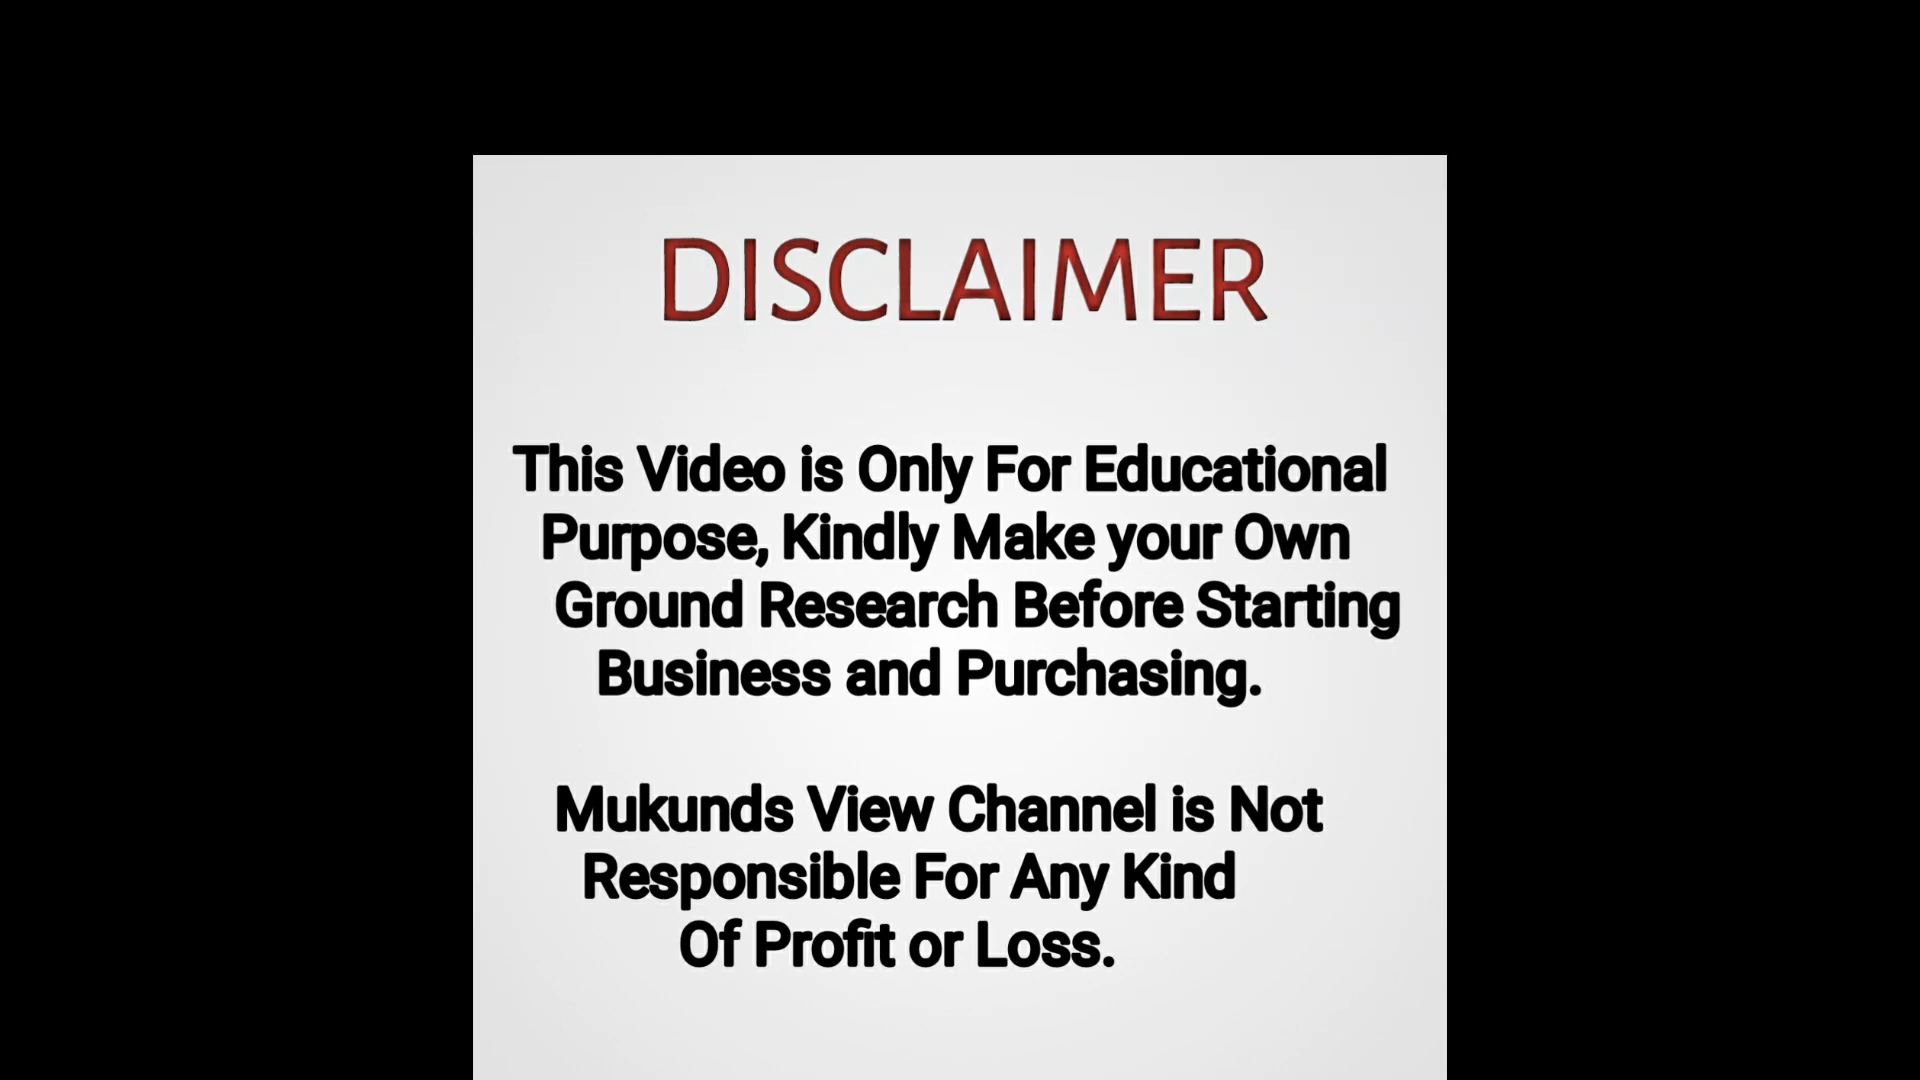 DISCLAIMER
This Video is Only For Educational
Purpose, Kindly Make your Own
Ground Research Before Starting
Business and Purchasing.
Mukunds View Channel is Not
Responsible For Any Kind
Of Profit or Loss.